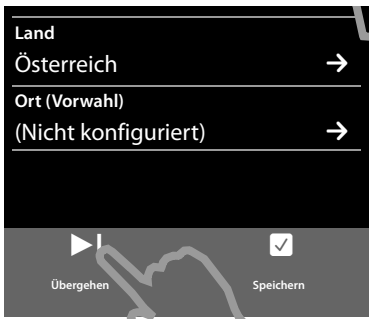 Land
Österreich
Ort (Vorwahl)
(Nicht konfiguriert)
Übergehen
Speichern